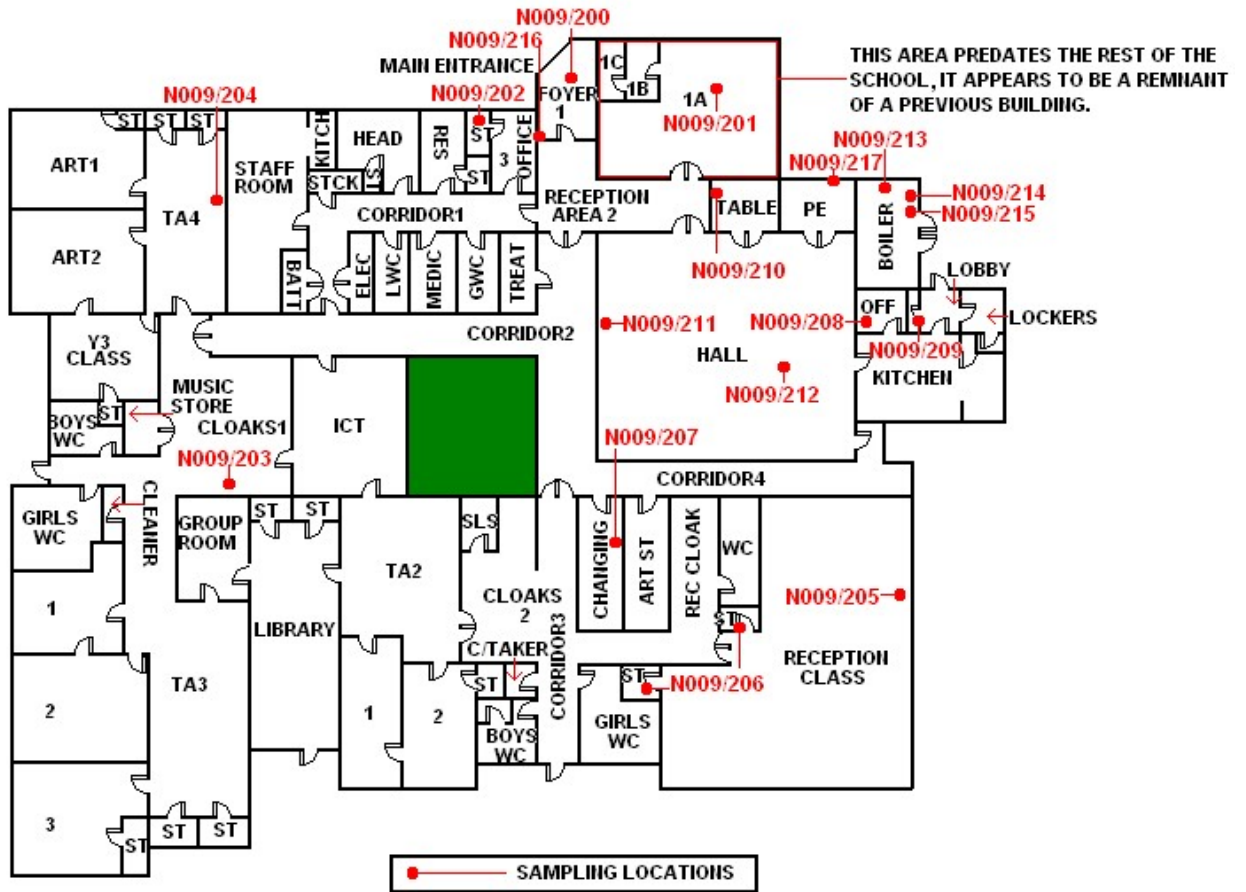 N009/200
N009/216
MAIN ENTRANCE
N009/204
N009/202
FOYER
1
1C
1B
1A
N009/201
THIS AREA PREDATES THE REST OF THE
SCHOOL, IT APPEARS TO BE A REMNANT
OF A PREVIOUS BUILDING.
N009/213
N009/217
N009/214
N009/215
ST
ST
ST
ART1
TA4
STAFF
ROOM
KITCH
HEAD
STCK
ST
RES
ST
ST
3
OFFICE
CORRIDOR1
RECEPTION
AREA 2
TABLE
PE
BOILER
N009/210
ART2
BATT
ELEC
LWC
MEDIC
GWC
TREAT
LOBBY
LOCKERS
OFF
N009/208
N009/209
KITCHEN
CORRIDOR2
N009/211
HALL
N009/212
Y3
CLASS
MUSIC
STORE
BOYS
WC
ST
CLOAKS1
ICT
N009/203
N009/207
CORRIDOR4
GIRLS
WC
CLEANER
GROUP
ROOM
ST
ST
SLS
TA2
CLOAKS
2
CHANGING
ART ST
REC CLOAK
WC
ST
N009/205
1
LIBRARY
C/TAKER
CORRIDOR3
RECEPTION
CLASS
2
TA3
1
2
ST
BOYS
WC
ST
N009/206
GIRLS
WC
3
ST
ST
ST
SAMPLING LOCATIONS